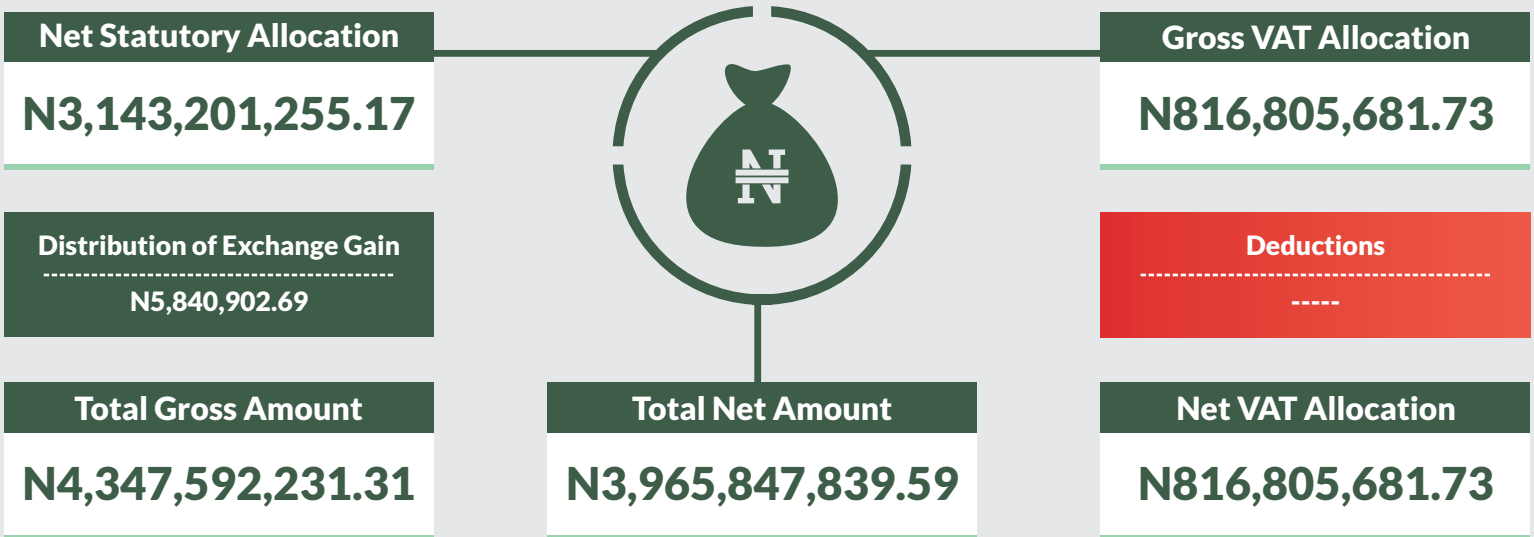 Net Statutory Allocation
N3,143,201,255.17
Gross VAT Allocation
N816,805,681.73
₦
Distribution of Exchange Gain
-------------------------------------------
N5,840,902.69
Deductions
-------------------------------------------
-----
Total Gross Amount
N4,347,592,231.31
Total Net Amount
N3,965,847,839.59
Net VAT Allocation
N816,805,681.73